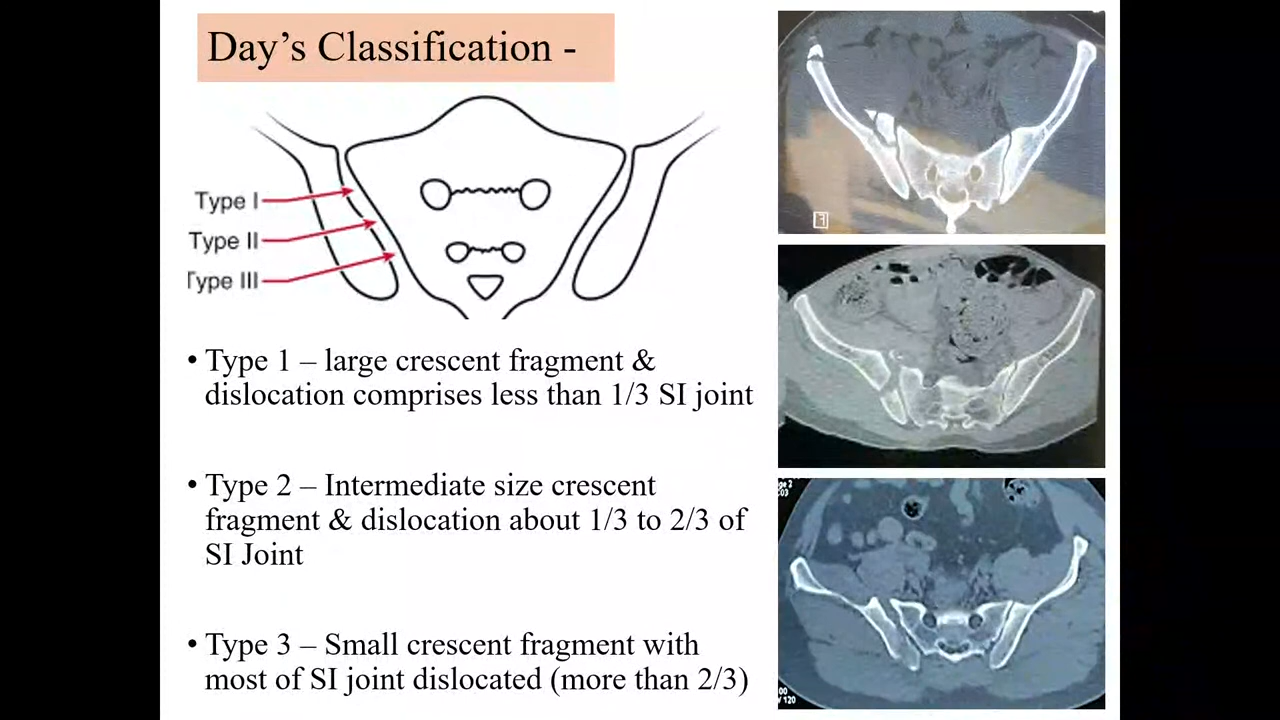 Day's Classification -
Type I
Type II
Type III
• Type 1 – large crescent fragment &
dislocation comprises less than 1/3 SI joint
• Type 2 – Intermediate size crescent
fragment & dislocation about 1/3 to 2/3 of
SI Joint
• Type 3 – Small crescent fragment with
most of SI joint dislocated (more than 2/3)